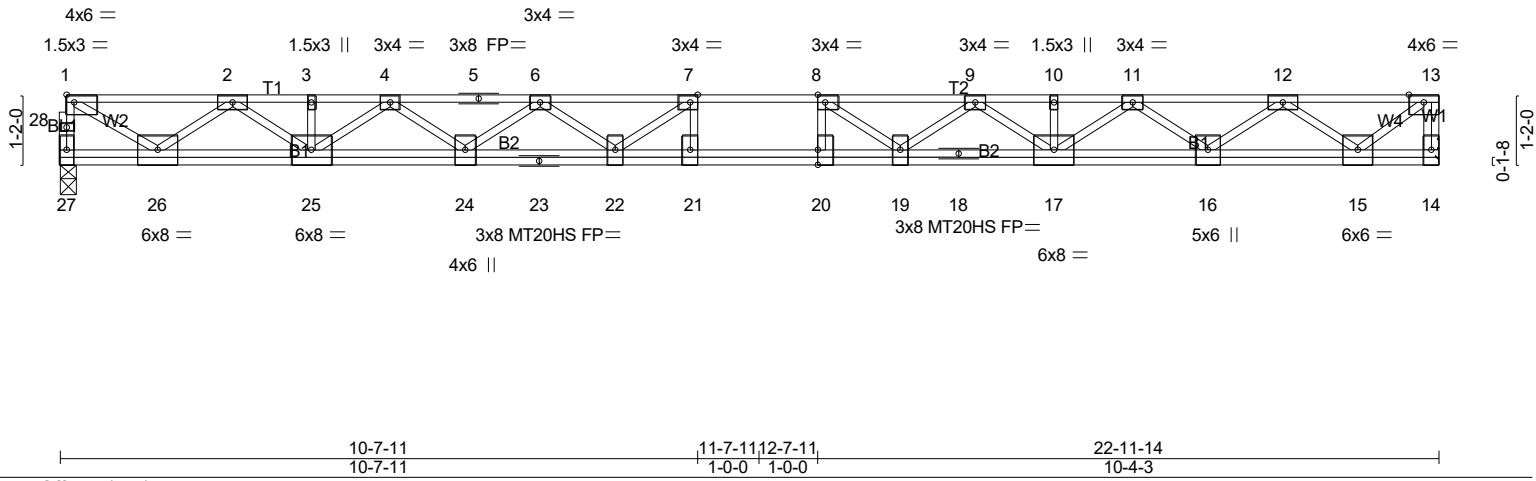 4x6 = 3x4 =
1.5x3 = 1.5x3 || 3x4 = 3x8 FP= 3x4 = 3x4 = 3x4 = 1.5x3 || 3x4 = 4x6 =
1 2 3 4 5 6 7 8 9 10 11 12 13
T1 T2
1-2-0 28 W2 W4 W1 1-2-0
B1 B2 B2 B1 0-1-8
27 26 25 24 23 22 21 20 19 18 17 16 15 14
6x8 = 6x8 = 3x8 MT20HS FP= 3x8 MT20HS FP= 5x6 || 6x6 =
4x6 || 6x8 =
10-7-11 11-7-11 12-7-11 22-11-14
10-7-11 1-0-0 1-0-0 10-4-3